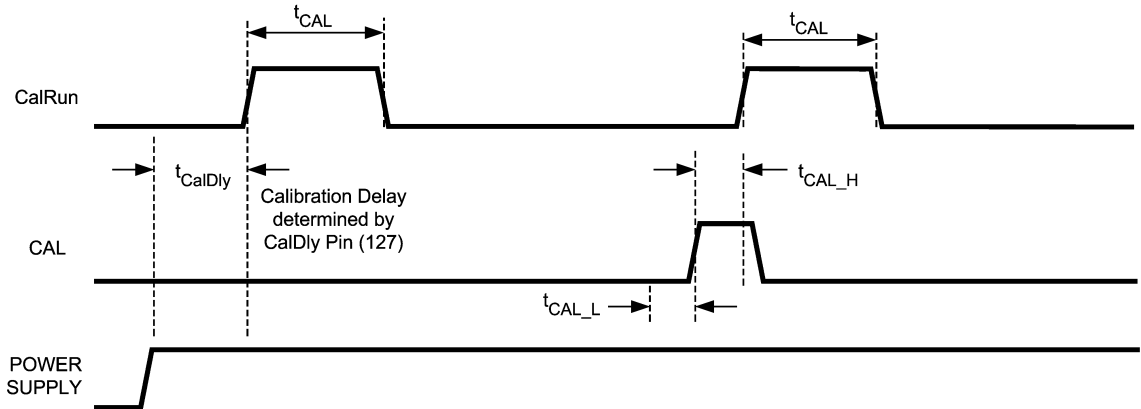 tCAL
tCAL
CalRun
tCalDly
tCAL_H
Calibration Delay
determined by
CalDly Pin (127)
CAL
tCAL_L
POWER
SUPPLY